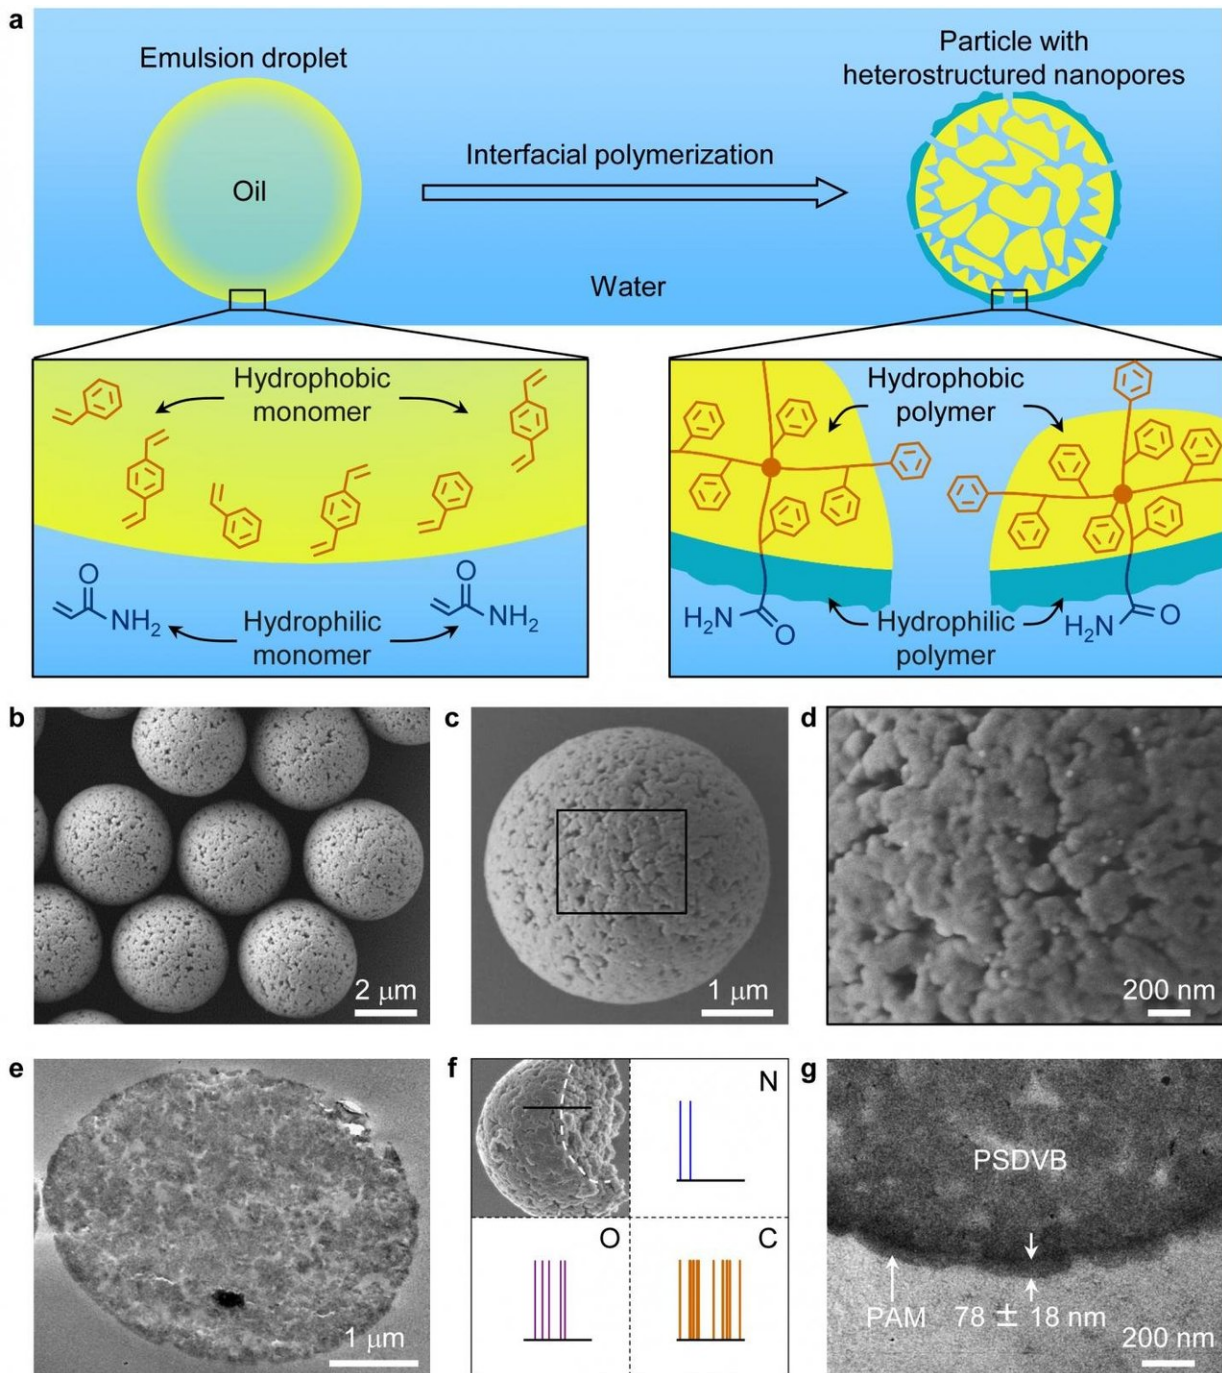 a
Emulsion droplet
Oil
Interfacial polymerization
Particle with
heterostructured nanopores
Water
Hydrophobic
monomer
O
NH₂
O
NH₂
Hydrophilic
monomer
Hydrophobic
polymer
H₂N
O
Hydrophilic
polymer
H₂N
O
b
2 μm
c
1 μm
d
200 nm
e
1 μm
f
N
O
C
g
PSDVB
PAM
78 ± 18 nm
200 nm